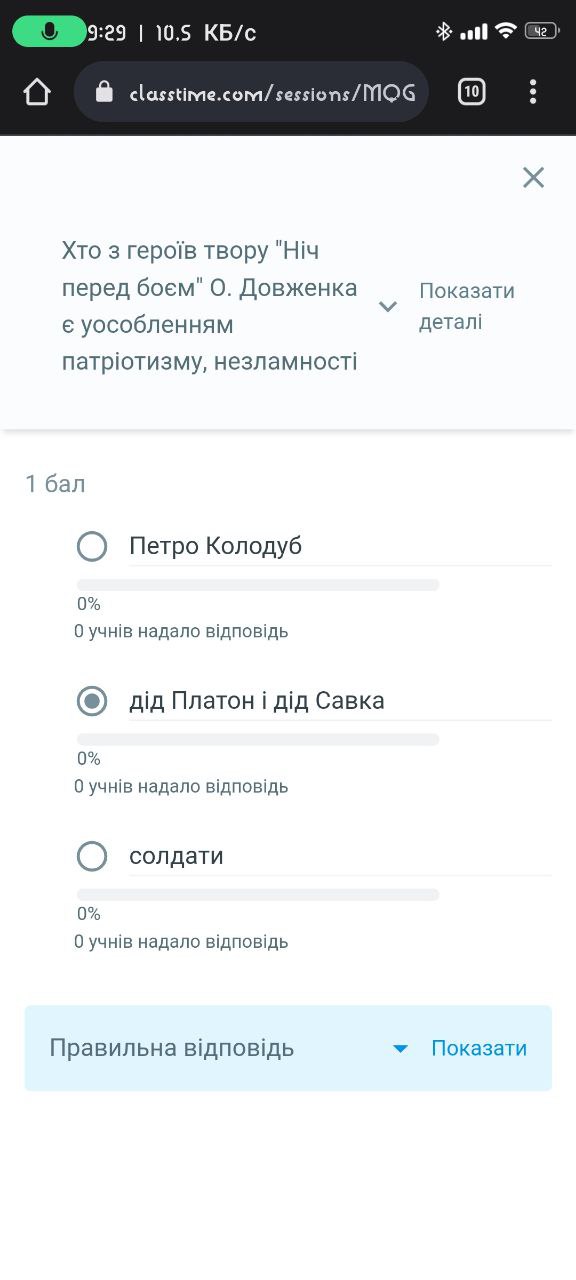 9:29 | 10.5 КБ/с
42
classtime.com/sessions/MQG
10
Хто з героїв твору "Ніч
перед боєм" О. Довженка
є уособленням
патріотизму, незламності
Показати
деталі
1 бал
Петро Колодуб
0%
0 учнів надало відповідь
дід Платон і дід Савка
0%
0 учнів надало відповідь
солдати
0%
0 учнів надало відповідь
Правильна відповідь
Показати